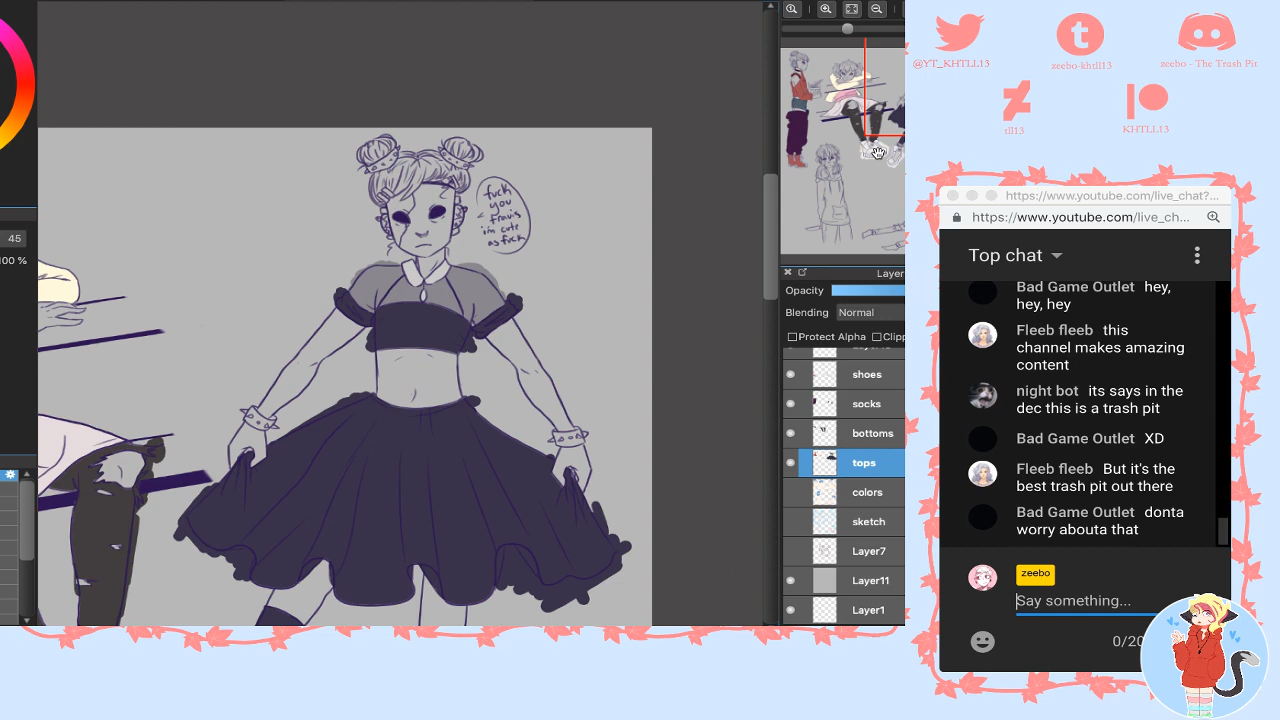 45
100 %
fuck
you
travis
i'm cute
as fuck
Layer
Opacity
Blending
Normal
Protect Alpha
Clipp
shoes
socks
bottoms
tops
colors
sketch
Layer7
Layer11
Layer1
@YT_KHTLL13
zeebo-khtll13
zeebo - The Trash Pit
tll13
KHTLL13
https://www.youtube.com/live_chat?...
https://www.youtube.com/live_ch...
Top chat
Bad Game Outlet hey,
hey, hey
Fleeb fleeb this
channel makes amazing
content
night bot its says in the
dec this is a trash pit
Bad Game Outlet XD
Fleeb fleeb But it's the
best trash pit out there
Bad Game Outlet donta
worry abouta that
zeebo
Say something...
0/20